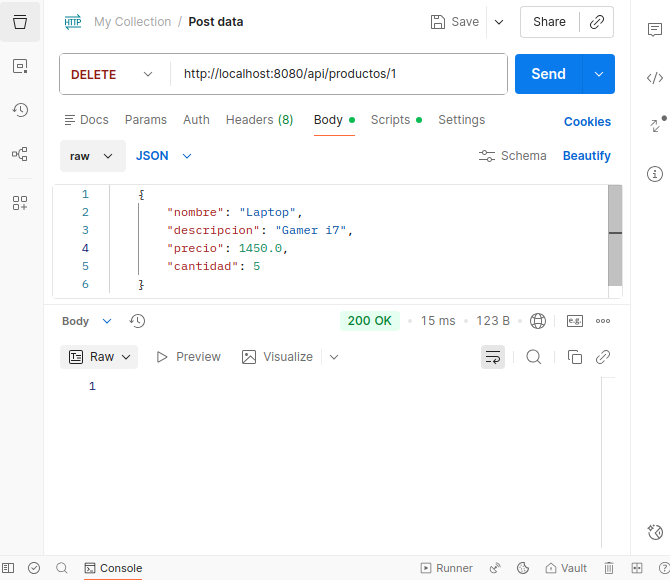 HTTP My Collection / Post data Save Share
DELETE http://localhost:8080/api/productos/1 Send
Docs Params Auth Headers (8) Body Scripts Settings Cookies
raw JSON Schema Beautify
1 {
2 "nombre": "Laptop",
3 "descripcion": "Gamer i7",
4 "precio": 1450.0,
5 "cantidad": 5
6 }
Body 200 OK 15 ms 123 B e.g.
Raw Preview Visualize
1
Console Runner Vault